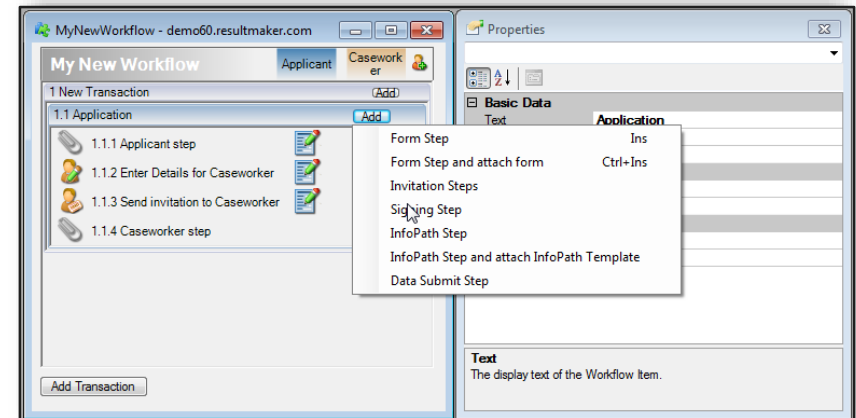 MyNewWorkflow - demo60.resultmaker.com
My New Workflow
Applicant
Casework
er
1 New Transaction
Add
1.1 Application
Add
1.1.1 Applicant step
1.1.2 Enter Details for Caseworker
1.1.3 Send invitation to Caseworker
1.1.4 Caseworker step
Add Transaction
Form Step Ins
Form Step and attach form Ctrl+Ins
Invitation Steps
Signing Step
InfoPath Step
InfoPath Step and attach InfoPath Template
Data Submit Step
Properties
Basic Data
Text Application
Text
The display text of the Workflow Item.